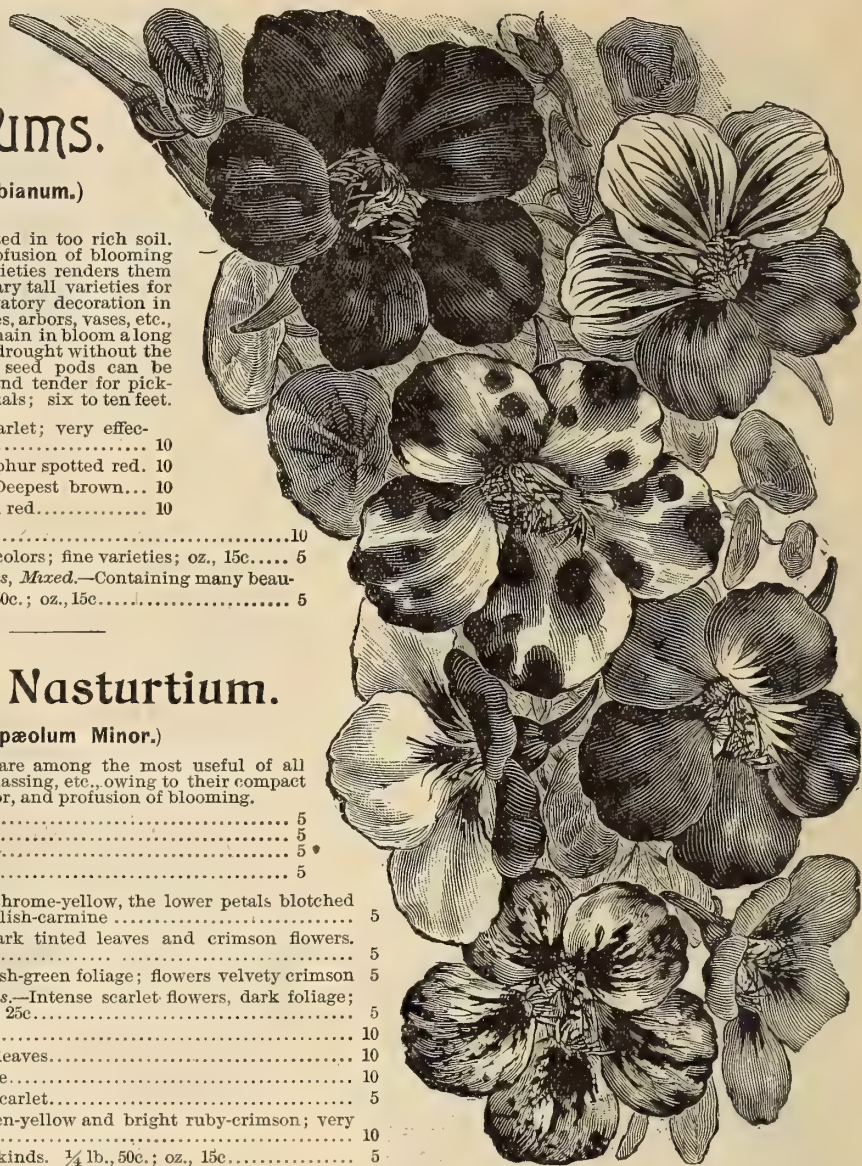 ums.
bianum.)
ed in too rich soil.
ofusion of blooming
ieties renders them
ary tall varieties for
vatory decoration in
es, arbors, vases, etc.,
nain in bloom a long
drought without the
seed pods can be
nd tender for pick-
als; six to ten feet.
arlet; very effec-
.................... 10
phur spotted red. 10
Deepest brown... 10
red.............. 10
.................................10
colors; fine varieties; oz., 15c..... 5
s, Mixed.—Containing many beau-
0c.; oz., 15c........................ 5
Nasturtium.
pæolum Minor.)
are among the most useful of all
assing, etc., owing to their compact
or, and profusion of blooming.
.................................. 5
.................................. 5
.................................. 5
.................................. 5
hrome-yellow, the lower petals blotched
lish-carmine ............................ 5
ark tinted leaves and crimson flowers.
.......................................... 5
sh-green foliage; flowers velvety crimson 5
s.—Intense scarlet flowers, dark foliage;
25c...................................... 5
.......................................... 10
leaves.................................... 10
e.......................................... 10
carlet.................................... 5
en-yellow and bright ruby-crimson; very
.......................................... 10
kinds. ¼ lb., 50c.; oz., 15c................ 5